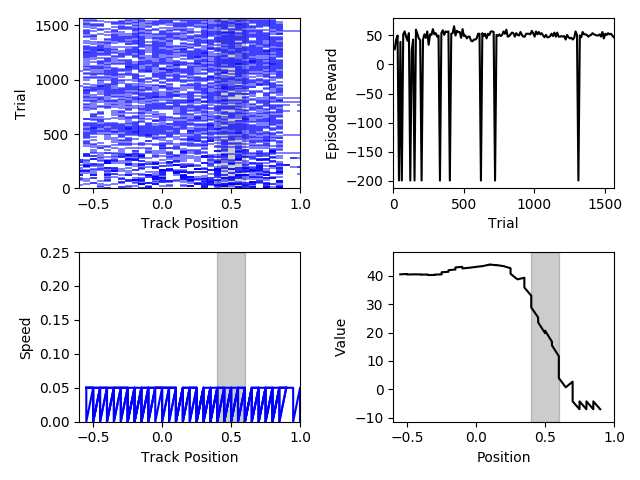 1500
1000
500
0
Trial
−0.5 0.0 0.5 1.0
Track Position
50
0
−50
−100
−150
−200
Episode Reward
0 500 1000 1500
Trial
0.25
0.20
0.15
0.10
0.05
0.00
Speed
−0.5 0.0 0.5 1.0
Track Position
40
30
20
10
0
−10
Value
−0.5 0.0 0.5 1.0
Position